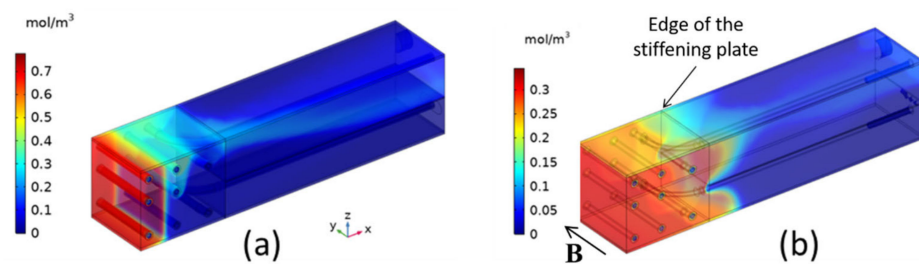 mol/m³
0.7
0.6
0.5
0.4
0.3
0.2
0.1
0
y z x
(a)
Edge of the
stiffening plate
mol/m³
0.3
0.25
0.2
0.15
0.1
0.05
0
B
(b)